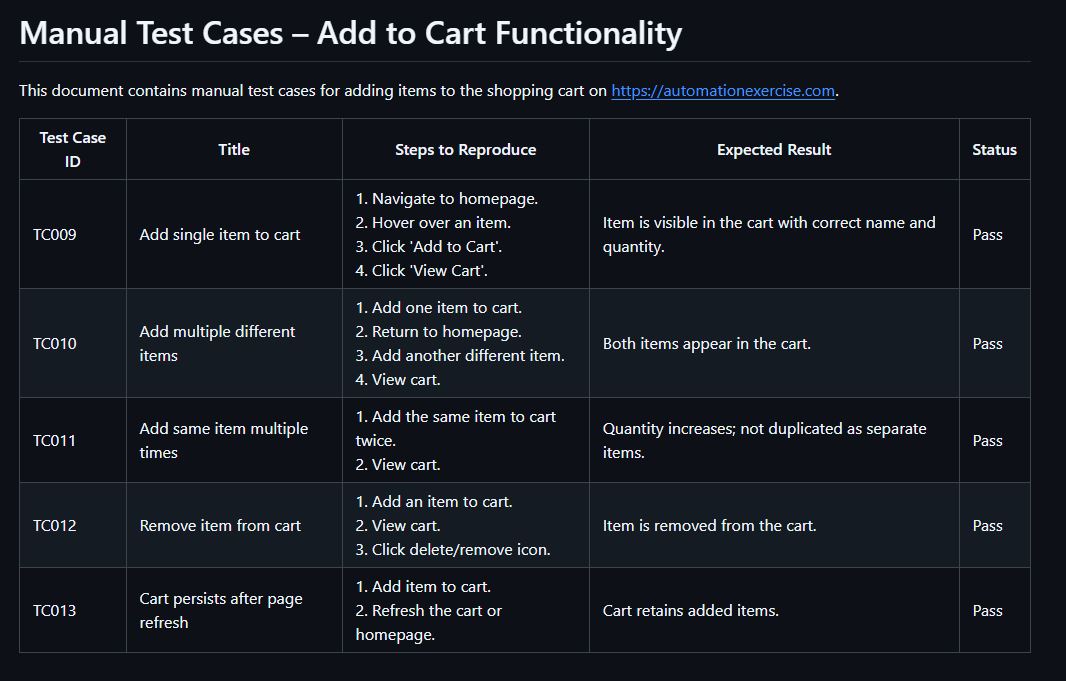 Manual Test Cases – Add to Cart Functionality
This document contains manual test cases for adding items to the shopping cart on https://automationexercise.com.
Test Case
ID
Title
Steps to Reproduce
Expected Result
Status
TC009
Add single item to cart
1. Navigate to homepage.
2. Hover over an item.
3. Click 'Add to Cart'.
4. Click 'View Cart'.
Item is visible in the cart with correct name and
quantity.
Pass
TC010
Add multiple different
items
1. Add one item to cart.
2. Return to homepage.
3. Add another different item.
4. View cart.
Both items appear in the cart.
Pass
TC011
Add same item multiple
times
1. Add the same item to cart
twice.
2. View cart.
Quantity increases; not duplicated as separate
items.
Pass
TC012
Remove item from cart
1. Add an item to cart.
2. View cart.
3. Click delete/remove icon.
Item is removed from the cart.
Pass
TC013
Cart persists after page
refresh
1. Add item to cart.
2. Refresh the cart or
homepage.
Cart retains added items.
Pass